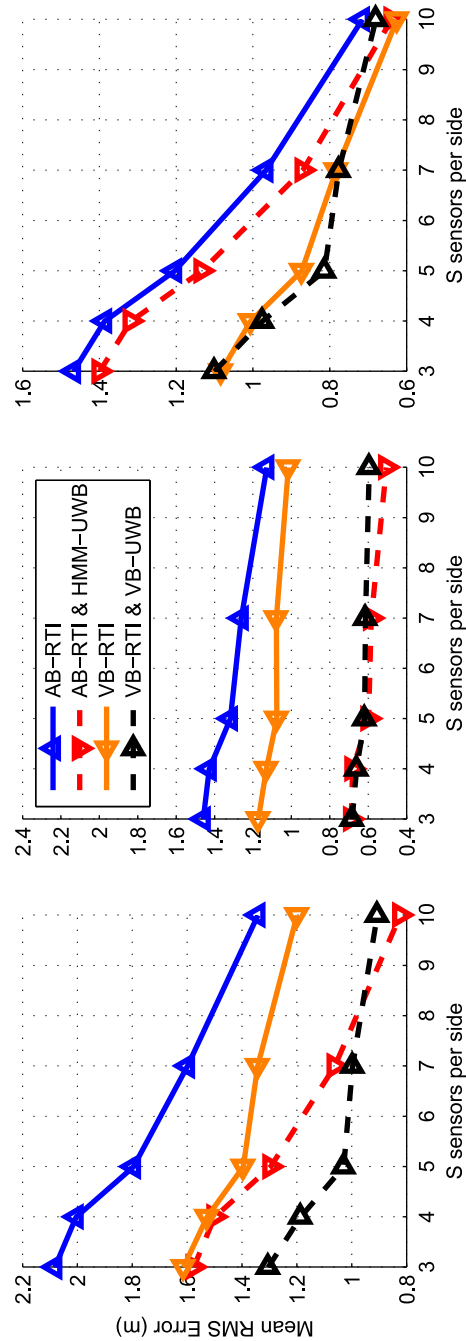 Mean RMS Error (m)
2.2
2
1.8
1.6
1.4
1.2
1
0.8
3 4 5 6 7 8 9 10
S sensors per side
2.4
2.2
2
1.8
1.6
1.4
1.2
1
0.8
0.6
0.4
AB−RTI
AB−RTI & HMM−UWB
VB−RTI
VB−RTI & VB−UWB
3 4 5 6 7 8 9 10
S sensors per side
1.6
1.4
1.2
1
0.8
0.6
3 4 5 6 7 8 9 10
S sensors per side